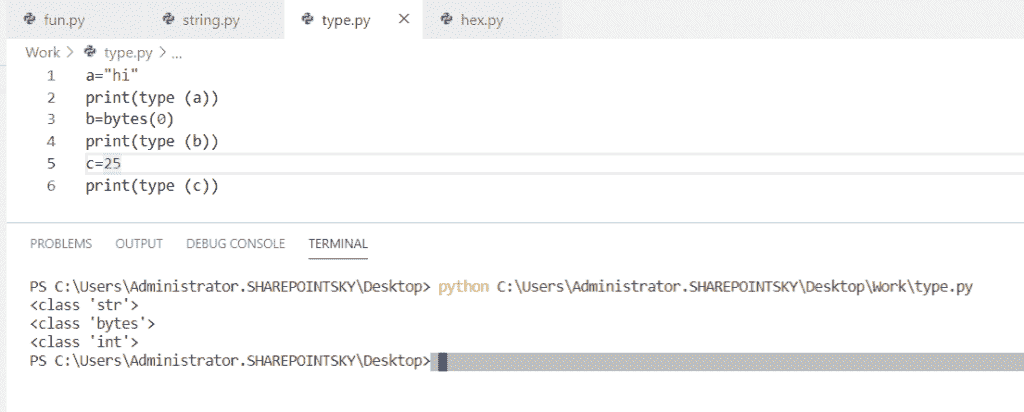 fun.py string.py type.py × hex.py
Work > type.py > ...
1 a="hi"
2 print(type (a))
3 b=bytes(0)
4 print(type (b))
5 c=25
6 print(type (c))
PROBLEMS OUTPUT DEBUG CONSOLE TERMINAL
PS C:\Users\Administrator.SHAREPOINTSKY\Desktop> python C:\Users\Administrator.SHAREPOINTSKY\Desktop\Work\type.py
<class 'str'>
<class 'bytes'>
<class 'int'>
PS C:\Users\Administrator.SHAREPOINTSKY\Desktop>